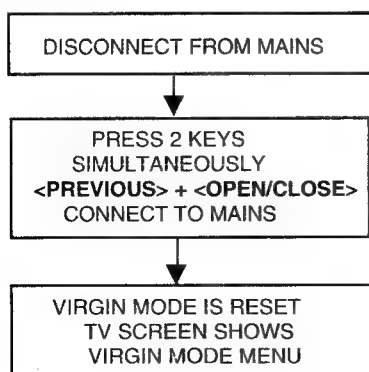 DISCONNECT FROM MAINS
PRESS 2 KEYS
SIMULTANEOUSLY
<PREVIOUS> + <OPEN/CLOSE>
CONNECT TO MAINS
VIRGIN MODE IS RESET
TV SCREEN SHOWS
VIRGIN MODE MENU